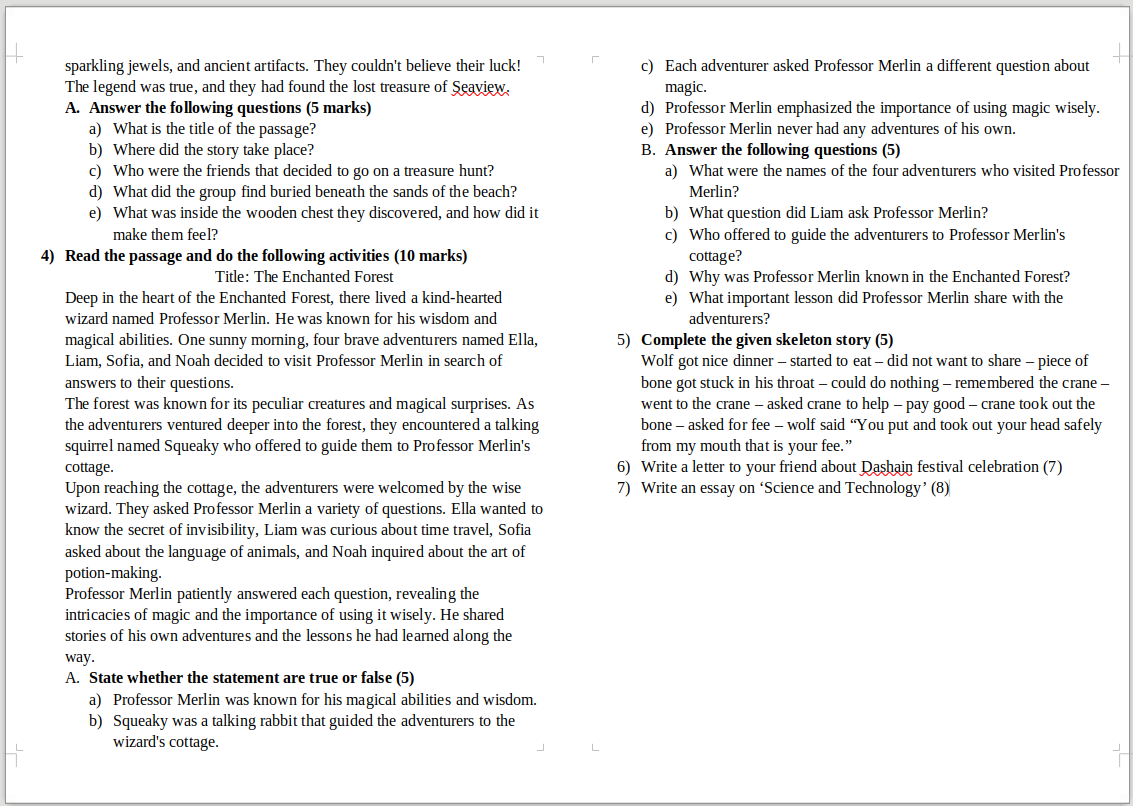 sparkling jewels, and ancient artifacts. They couldn't believe their luck!
The legend was true, and they had found the lost treasure of Seaview.
A. Answer the following questions (5 marks)
a) What is the title of the passage?
b) Where did the story take place?
c) Who were the friends that decided to go on a treasure hunt?
d) What did the group find buried beneath the sands of the beach?
e) What was inside the wooden chest they discovered, and how did it
make them feel?
4) Read the passage and do the following activities (10 marks)
Title: The Enchanted Forest
Deep in the heart of the Enchanted Forest, there lived a kind-hearted
wizard named Professor Merlin. He was known for his wisdom and
magical abilities. One sunny morning, four brave adventurers named Ella,
Liam, Sofia, and Noah decided to visit Professor Merlin in search of
answers to their questions.
The forest was known for its peculiar creatures and magical surprises. As
the adventurers ventured deeper into the forest, they encountered a talking
squirrel named Squeaky who offered to guide them to Professor Merlin's
cottage.
Upon reaching the cottage, the adventurers were welcomed by the wise
wizard. They asked Professor Merlin a variety of questions. Ella wanted to
know the secret of invisibility, Liam was curious about time travel, Sofia
asked about the language of animals, and Noah inquired about the art of
potion-making.
Professor Merlin patiently answered each question, revealing the
intricacies of magic and the importance of using it wisely. He shared
stories of his own adventures and the lessons he had learned along the
way.
A. State whether the statement are true or false (5)
a) Professor Merlin was known for his magical abilities and wisdom.
b) Squeaky was a talking rabbit that guided the adventurers to the
wizard's cottage.
c) Each adventurer asked Professor Merlin a different question about
magic.
d) Professor Merlin emphasized the importance of using magic wisely.
e) Professor Merlin never had any adventures of his own.
B. Answer the following questions (5)
a) What were the names of the four adventurers who visited Professor
Merlin?
b) What question did Liam ask Professor Merlin?
c) Who offered to guide the adventurers to Professor Merlin's
cottage?
d) Why was Professor Merlin known in the Enchanted Forest?
e) What important lesson did Professor Merlin share with the
adventurers?
5) Complete the given skeleton story (5)
Wolf got nice dinner – started to eat – did not want to share – piece of
bone got stuck in his throat – could do nothing – remembered the crane –
went to the crane – asked crane to help – pay good – crane took out the
bone – asked for fee – wolf said “You put and took out your head safely
from my mouth that is your fee.”
6) Write a letter to your friend about Dashain festival celebration (7)
7) Write an essay on ‘Science and Technology’ (8)